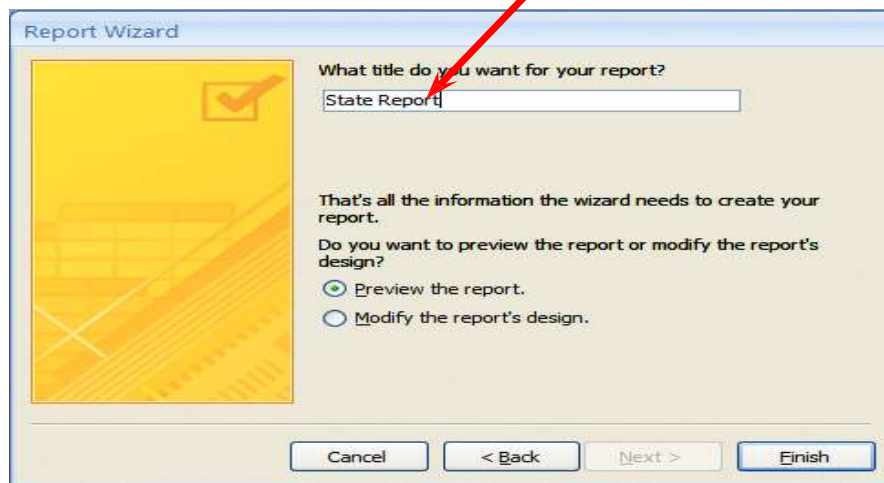 Report Wizard
What title do you want for your report?
State Report
That's all the information the wizard needs to create your
report.
Do you want to preview the report or modify the report's
design?
Preview the report.
Modify the report's design.
Cancel
< Back
Next >
Finish